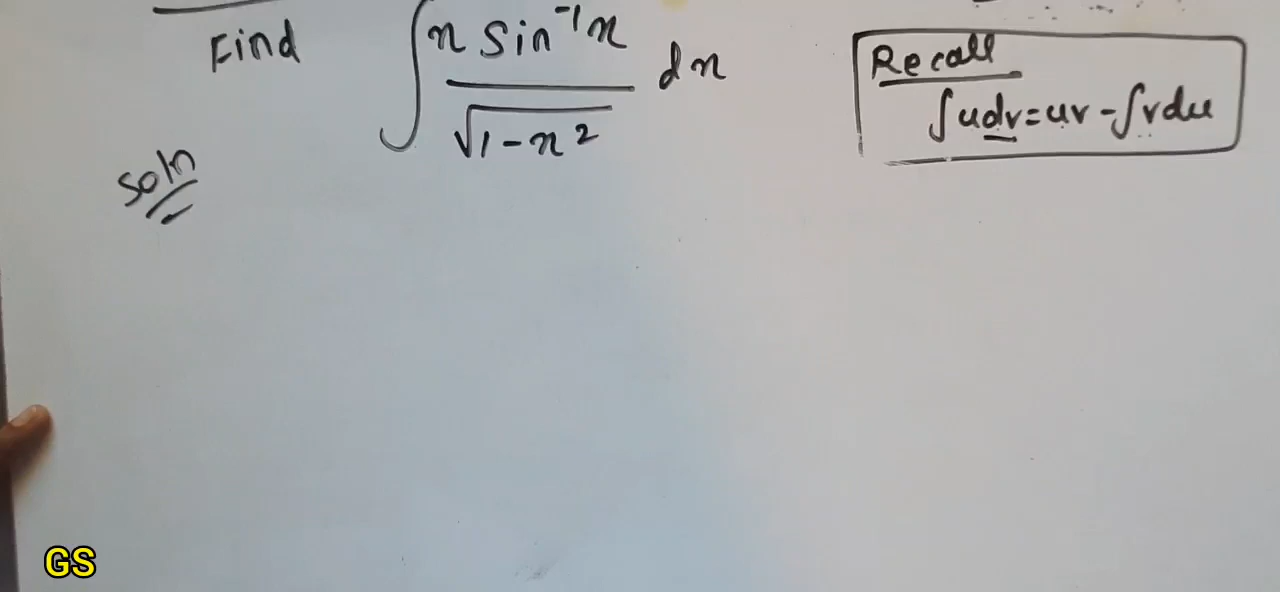 Find ∫ x sin⁻¹x / √1-x² dx
Recall
∫udv=uv-∫vdu
Soln
GS